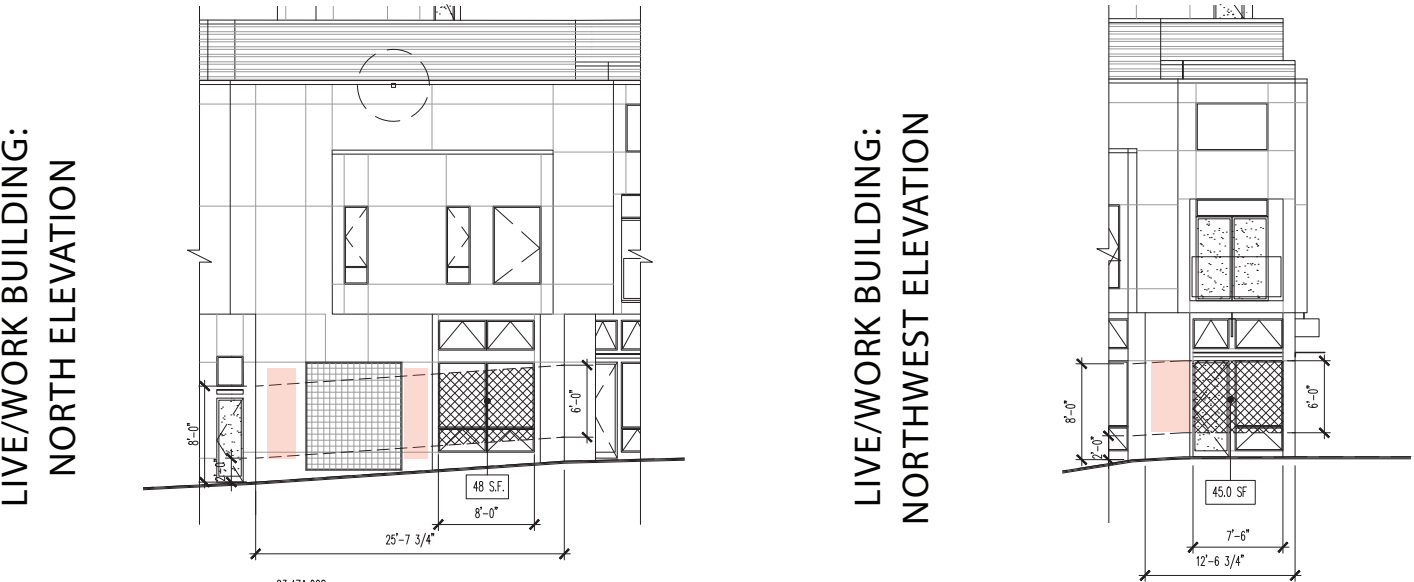 LIVE/WORK BUILDING:
NORTH ELEVATION
8'-0"
2'-0"
6'-0"
48 S.F.
8'-0"
25'-7 3/4"
LIVE/WORK BUILDING:
NORTHWEST ELEVATION
8'-0"
2'-0"
6'-0"
45.0 SF
7'-6"
12'-6 3/4"